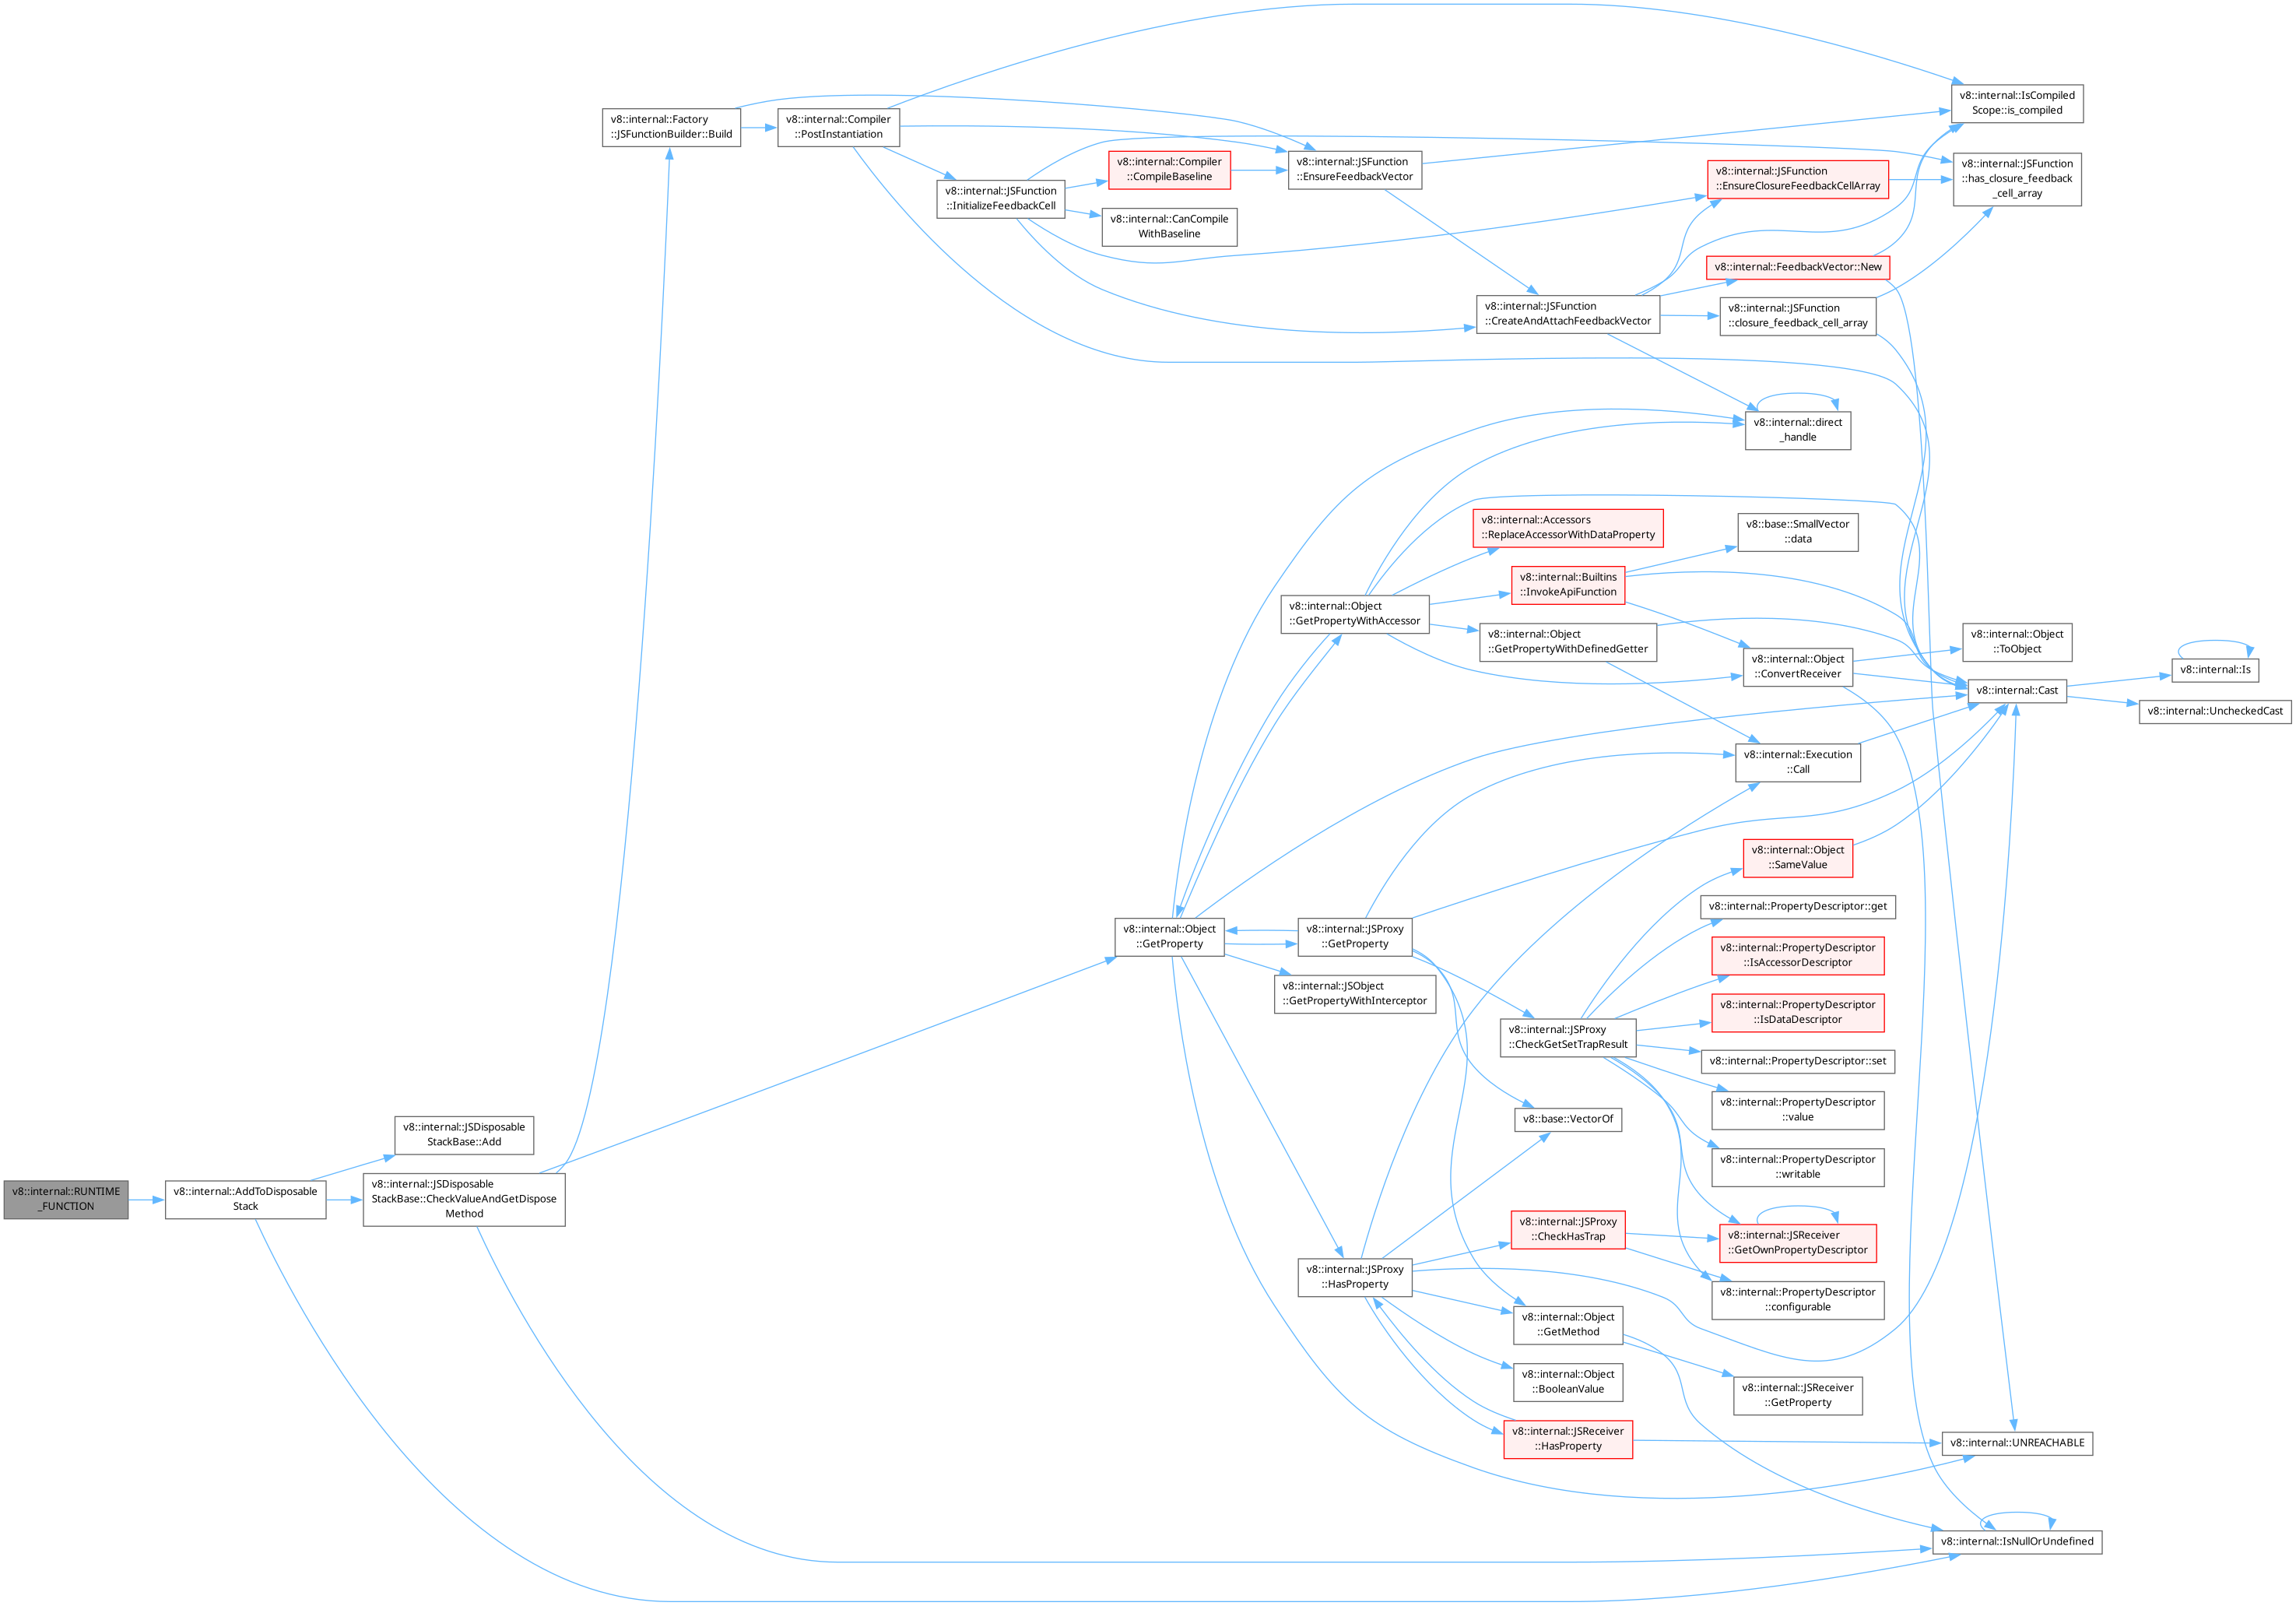 v8::internal::RUNTIME
_FUNCTION
v8::internal::AddToDisposable
Stack
v8::internal::JSDisposable
StackBase::Add
v8::internal::JSDisposable
StackBase::CheckValueAndGetDispose
Method
v8::internal::Factory
::JSFunctionBuilder::Build
v8::internal::Compiler
::PostInstantiation
v8::internal::JSFunction
::InitializeFeedbackCell
v8::internal::Compiler
::CompileBaseline
v8::internal::CanCompile
WithBaseline
v8::internal::JSFunction
::EnsureFeedbackVector
v8::internal::JSFunction
::CreateAndAttachFeedbackVector
v8::internal::JSFunction
::EnsureClosureFeedbackCellArray
v8::internal::FeedbackVector::New
v8::internal::JSFunction
::closure_feedback_cell_array
v8::internal::IsCompiled
Scope::is_compiled
v8::internal::JSFunction
::has_closure_feedback
_cell_array
v8::internal::direct
_handle
v8::internal::Object
::GetProperty
v8::internal::Object
::GetPropertyWithAccessor
v8::internal::Accessors
::ReplaceAccessorWithDataProperty
v8::internal::Builtins
::InvokeApiFunction
v8::internal::Object
::GetPropertyWithDefinedGetter
v8::base::SmallVector
::data
v8::internal::Object
::ConvertReceiver
v8::internal::Object
::ToObject
v8::internal::Cast
v8::internal::Is
v8::internal::UncheckedCast
v8::internal::Execution
::Call
v8::internal::JSProxy
::GetProperty
v8::internal::JSObject
::GetPropertyWithInterceptor
v8::internal::JSProxy
::CheckGetSetTrapResult
v8::internal::Object
::SameValue
v8::internal::PropertyDescriptor::get
v8::internal::PropertyDescriptor
::IsAccessorDescriptor
v8::internal::PropertyDescriptor
::IsDataDescriptor
v8::internal::PropertyDescriptor::set
v8::internal::PropertyDescriptor
::value
v8::internal::PropertyDescriptor
::writable
v8::internal::JSReceiver
::GetOwnPropertyDescriptor
v8::internal::PropertyDescriptor
::configurable
v8::base::VectorOf
v8::internal::JSProxy
::CheckHasTrap
v8::internal::JSProxy
::HasProperty
v8::internal::Object
::GetMethod
v8::internal::Object
::BooleanValue
v8::internal::JSReceiver
::HasProperty
v8::internal::JSReceiver
::GetProperty
v8::internal::UNREACHABLE
v8::internal::IsNullOrUndefined